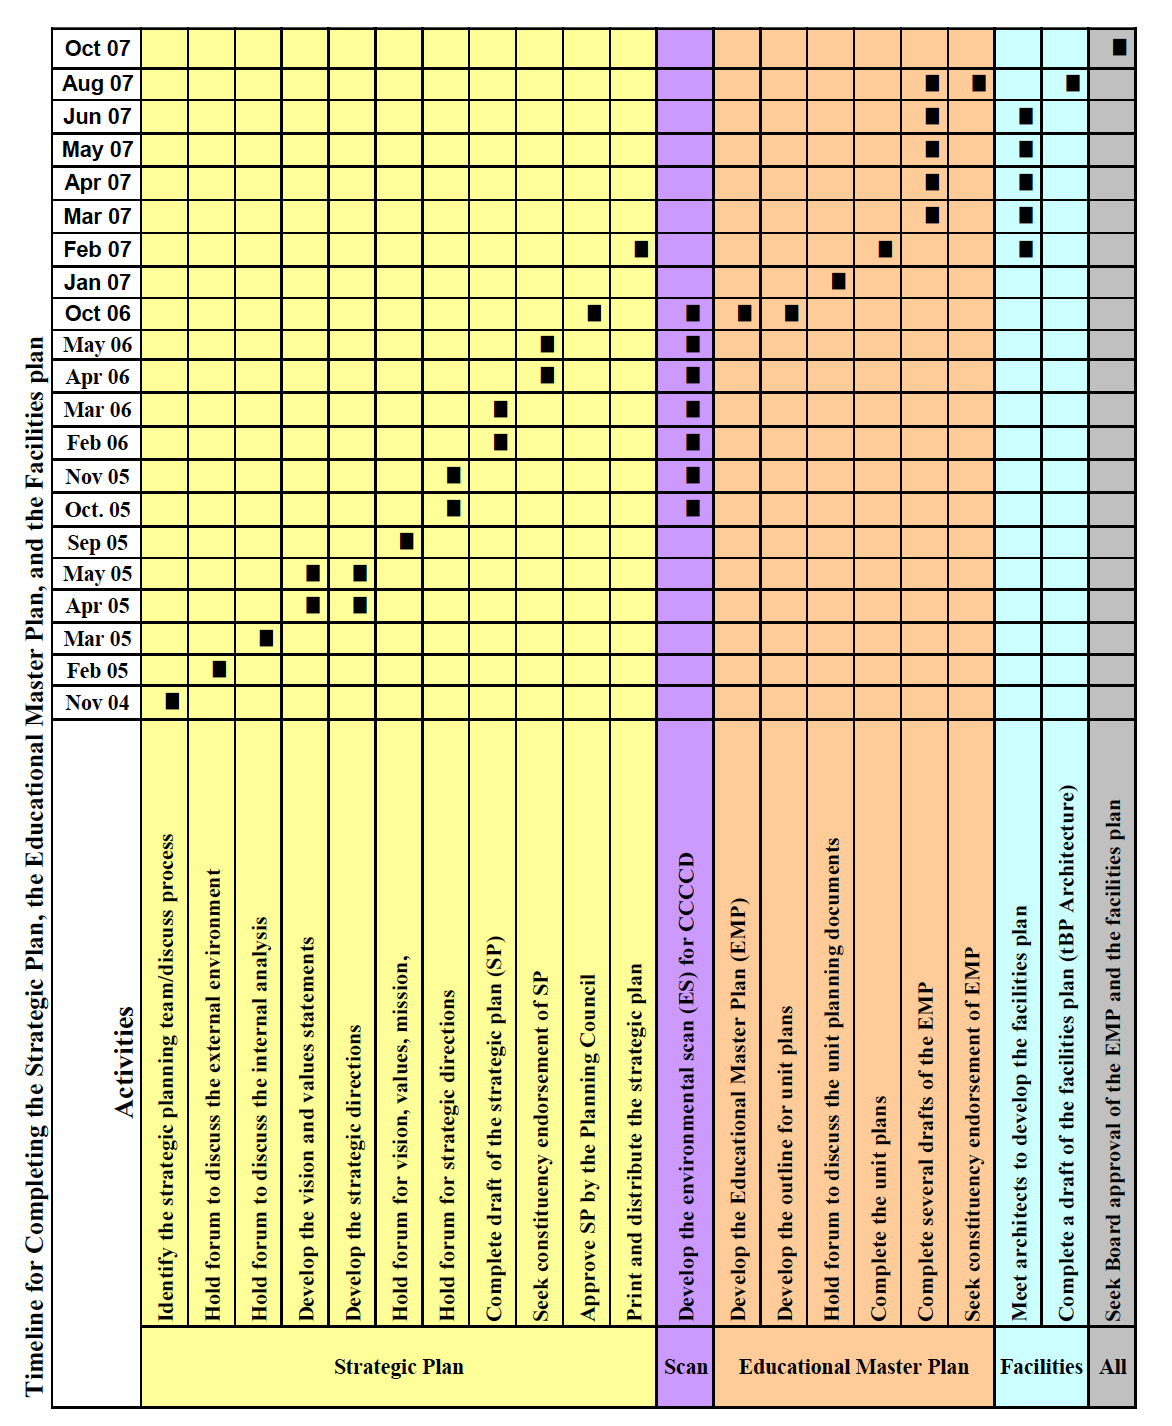 Timeline for Completing the Strategic Plan, the Educational Master Plan, and the Facilities plan
Oct 07
Aug 07
Jun 07
May 07
Apr 07
Mar 07
Feb 07
Jan 07
Oct 06
May 06
Apr 06
Mar 06
Feb 06
Nov 05
Oct. 05
Sep 05
May 05
Apr 05
Mar 05
Feb 05
Nov 04
Activities
Identify the strategic planning team/discuss process
Hold forum to discuss the external environment
Hold forum to discuss the internal analysis
Develop the vision and values statements
Develop the strategic directions
Hold forum for vision, values, mission,
Hold forum for strategic directions
Complete draft of the strategic plan (SP)
Seek constituency endorsement of SP
Approve SP by the Planning Council
Print and distribute the strategic plan
Develop the environmental scan (ES) for CCCCD
Develop the Educational Master Plan (EMP)
Develop the outline for unit plans
Hold forum to discuss the unit planning documents
Complete the unit plans
Complete several drafts of the EMP
Seek constituency endorsement of EMP
Meet architects to develop the facilities plan
Complete a draft of the facilities plan (tBP Architecture)
Seek Board approval of the EMP and the facilities plan
Strategic Plan
Scan
Educational Master Plan
Facilities
All